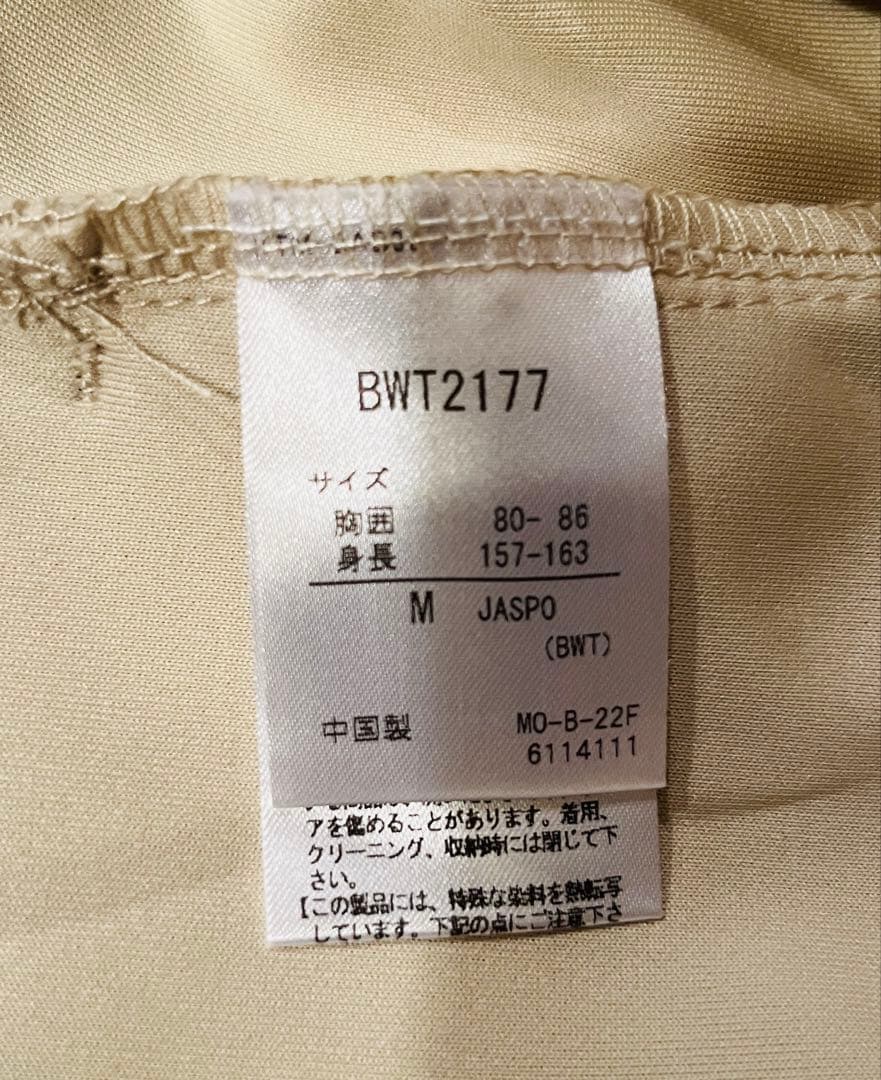 BWT2177
サイズ
胸囲 80- 86
身長 157-163
M JASPO
(BWT)
中国製 MO-B-22F
6114111
アを傷めることがあります。着用、
クリーニング、収納時には閉じて下
さい。
【この製品には、特殊な染料を熱転写
しています。下記の点にご注意下さ